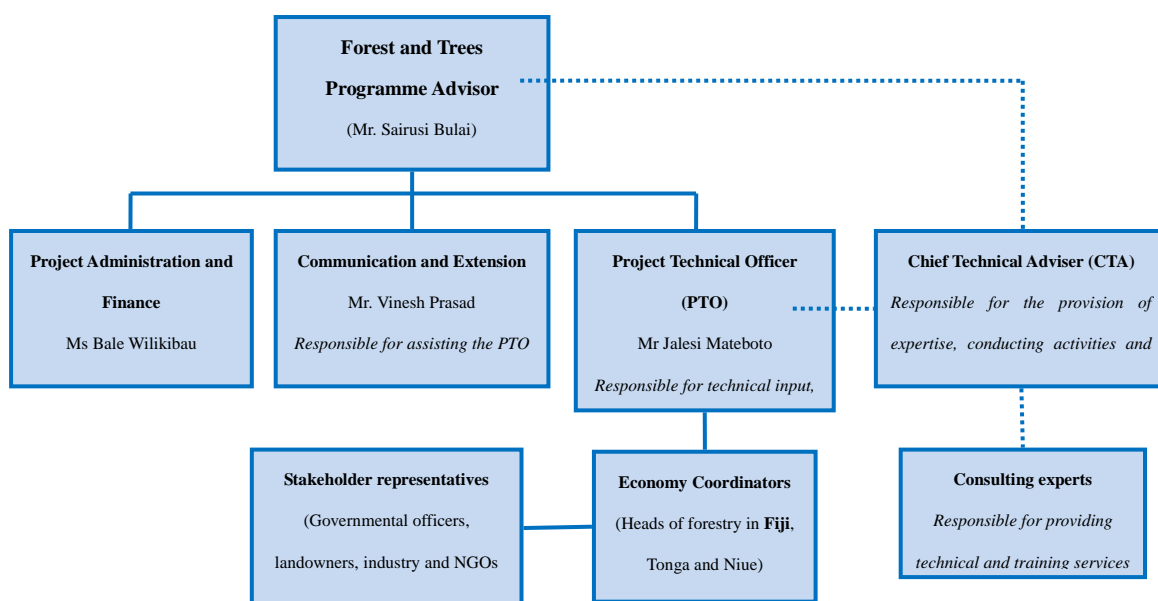 Forest and Trees
Programme Advisor
(Mr. Sairusi Bulai)
Project Administration and
Finance
Ms Bale Wilikibau
Communication and Extension
Mr. Vinesh Prasad
Responsible for assisting the PTO
Project Technical Officer
(PTO)
Mr Jalesi Mateboto
Responsible for technical input,
Chief Technical Adviser (CTA)
Responsible for the provision of
expertise, conducting activities and
Stakeholder representatives
(Governmental officers,
landowners, industry and NGOs
Economy Coordinators
(Heads of forestry in Fiji,
Tonga and Niue)
Consulting experts
Responsible for providing
technical and training services